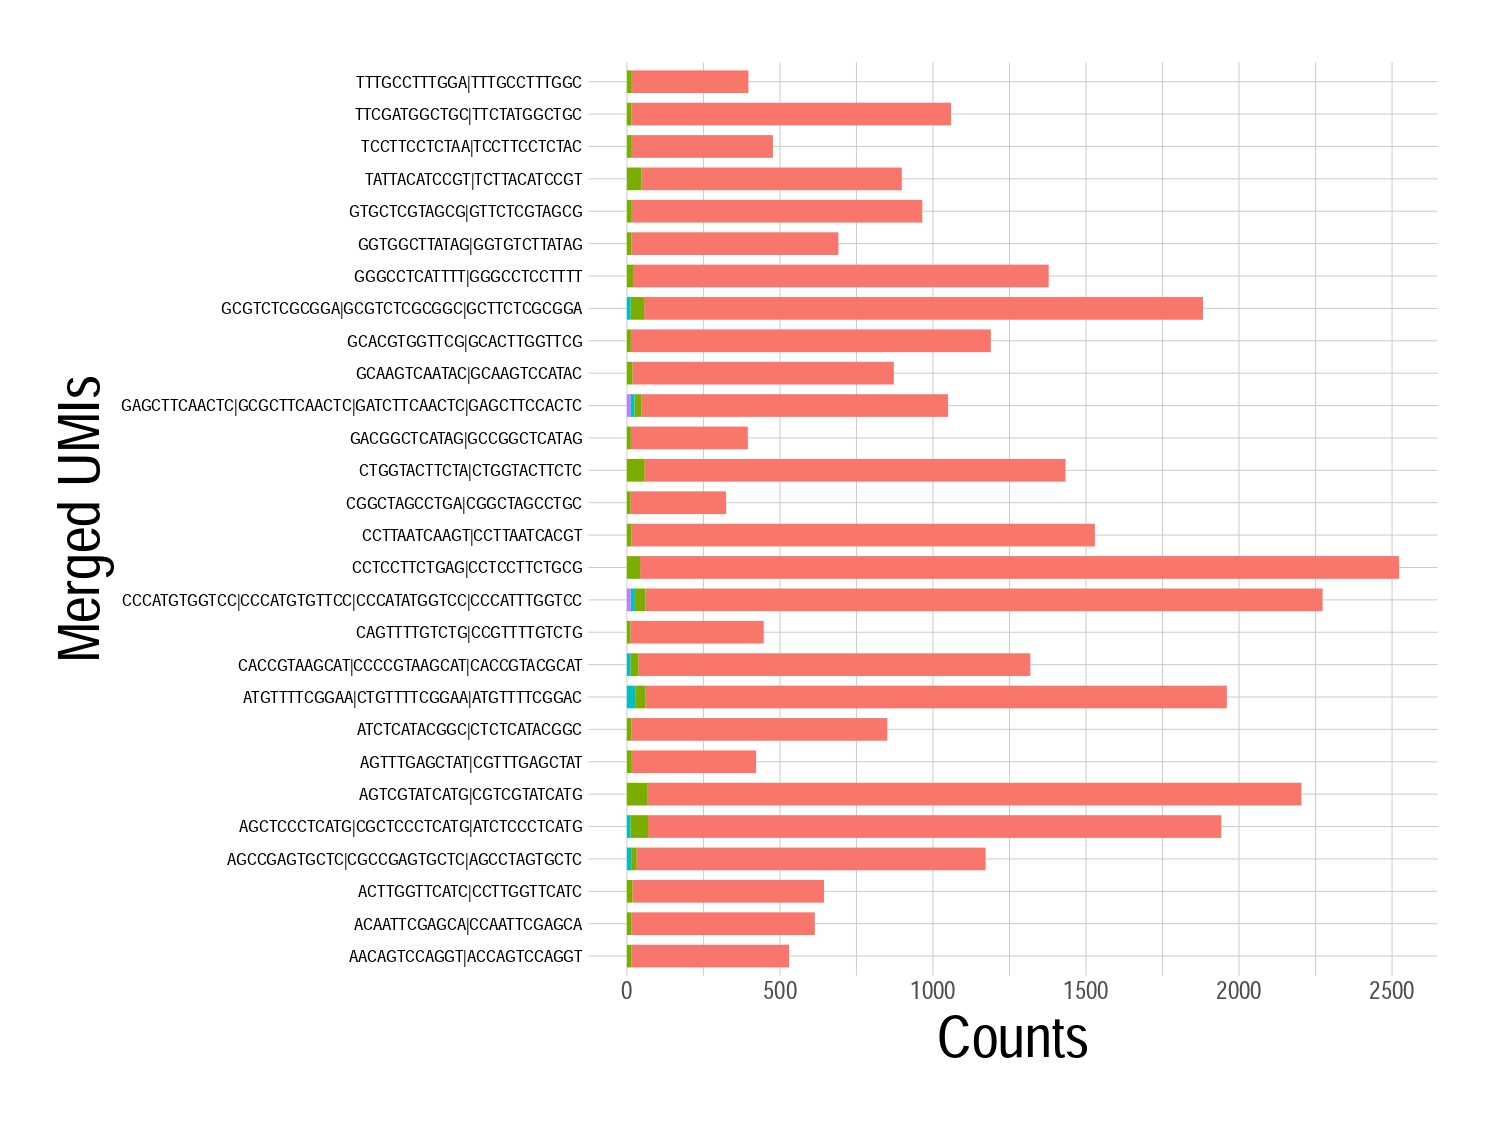 Merged UMIs
TTTGCCTTTGGA|TTTGCCTTTGGC
TTCGATGGCTGC|TTCTATGGCTGC
TCCTTCCTCTAA|TCCTTCCTCTAC
TATTACATCCGT|TCTTACATCCGT
GTGCTCGTAGCG|GTTCTCGTAGCG
GGTGGCTTATAG|GGTGTCTTATAG
GGGCCTCATTTT|GGGCCTCCTTTT
GCGTCTCGCGGA|GCGTCTCGCGGC|GCTTCTCGCGGA
GCACGTGGTTCG|GCACTTGGTTCG
GCAAGTCAATAC|GCAAGTCCATAC
GAGCTTCAACTC|GCGCTTCAACTC|GATCTTCAACTC|GAGCTTCCACTC
GACGGCTCATAG|GCCGGCTCATAG
CTGGTACTTCTA|CTGGTACTTCTC
CGGCTAGCCTGA|CGGCTAGCCTGC
CCTTAATCAAGT|CCTTAATCACGT
CCTCCTTCTGAG|CCTCCTTCTGCG
CCCATGTGGTCC|CCCATGTGTTCC|CCCATATGGTCC|CCCATTTGGTCC
CAGTTTTGTCTG|CCGTTTTGTCTG
CACCGTAAGCAT|CCCCGTAAGCAT|CACCGTACGCAT
ATGTTTTCGGAA|CTGTTTTCGGAA|ATGTTTTCGGAC
ATCTCATACGGC|CTCTCATACGGC
AGTTTGAGCTAT|CGTTTGAGCTAT
AGTCGTATCATG|CGTCGTATCATG
AGCTCCCTCATG|CGCTCCCTCATG|ATCTCCCTCATG
AGCCGAGTGCTC|CGCCGAGTGCTC|AGCCTAGTGCTC
ACTTGGTTCATC|CCTTGGTTCATC
ACAATTCGAGCA|CCAATTCGAGCA
AACAGTCCAGGT|ACCAGTCCAGGT
0 500 1000 1500 2000 2500
Counts